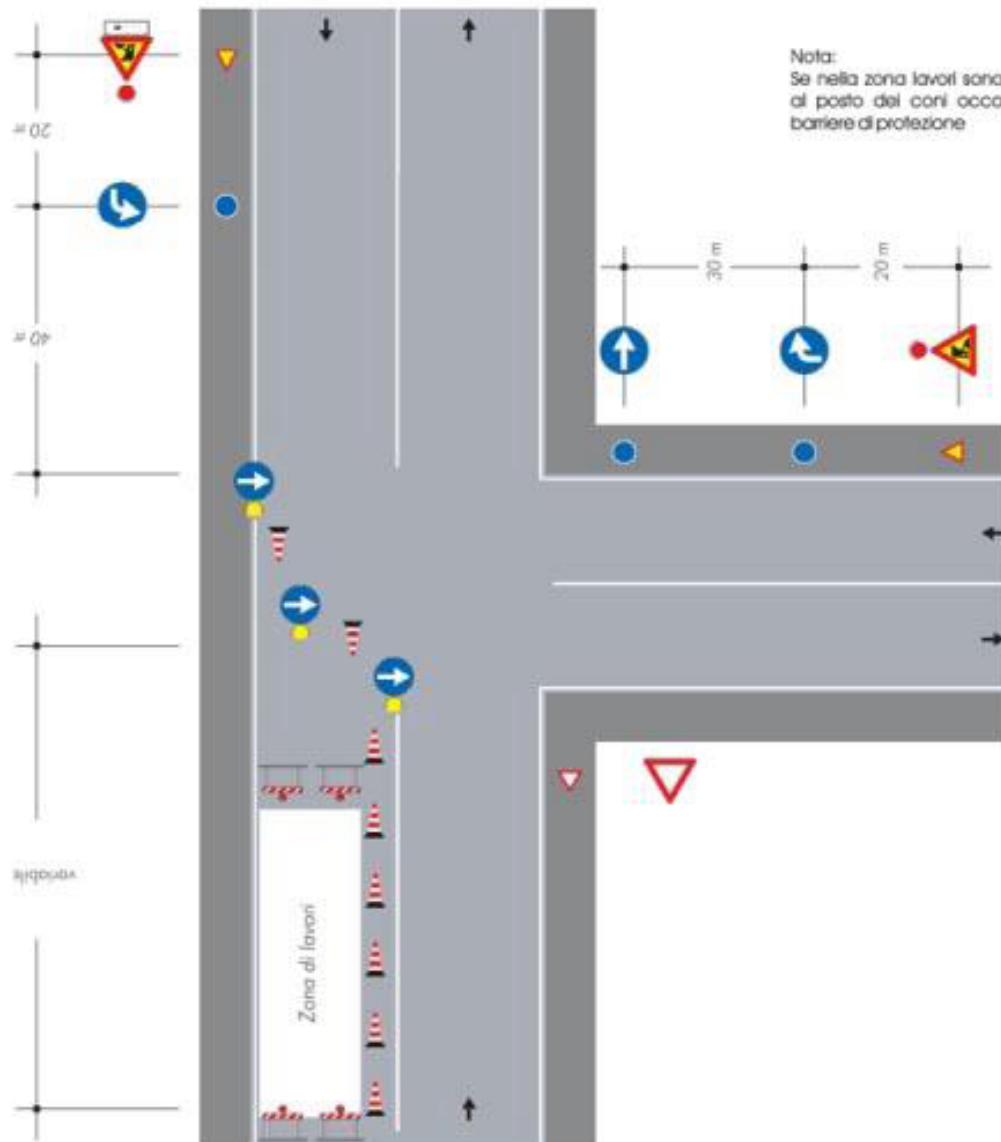 Nota:
Se nella zona lavori sono
al posto dei coni occo
barriere di protezione
20 m
40 m
30 m
20 m
variabile
Zona di lavori